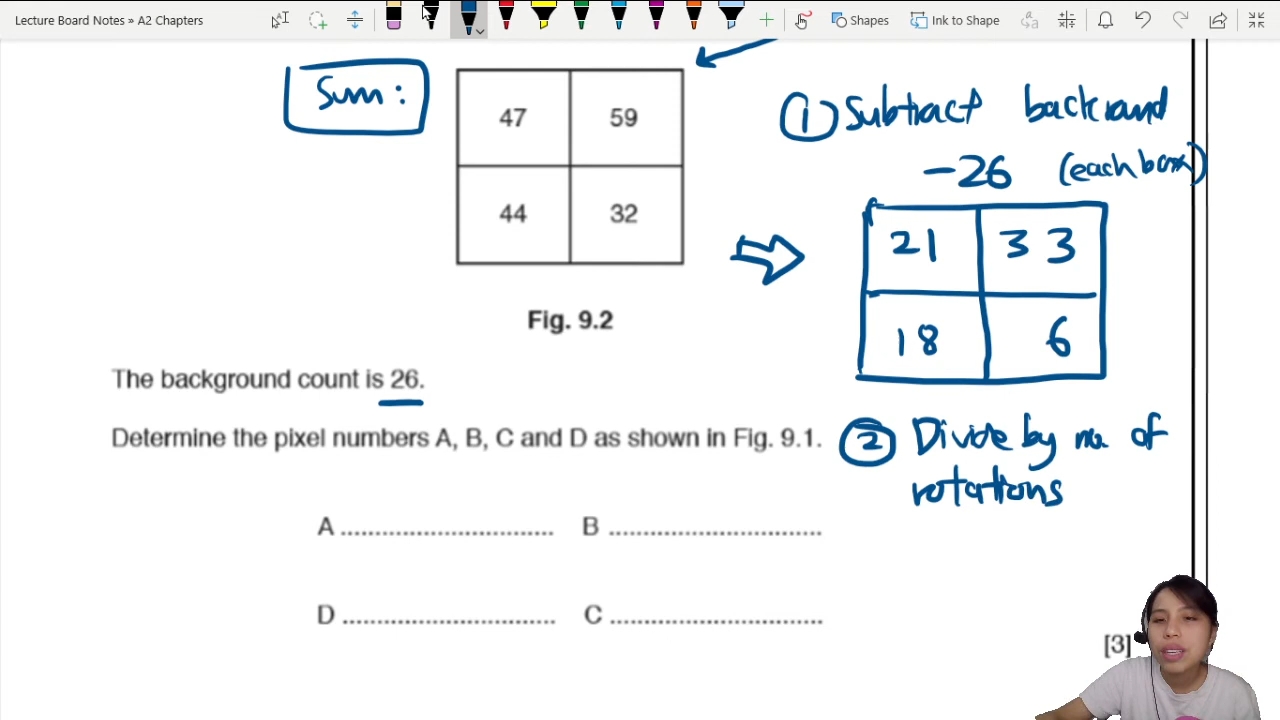 Lecture Board Notes » A2 Chapters
Shapes
Ink to Shape
Sum:
47 59
44 32
Fig. 9.2
① Subtract backrand
-26 (each box)
21 33
18 6
The background count is 26.
Determine the pixel numbers A, B, C and D as shown in Fig. 9.1.
② Divide by no. of
rotations
A .............................. B ..............................
D .............................. C ..............................
[3]